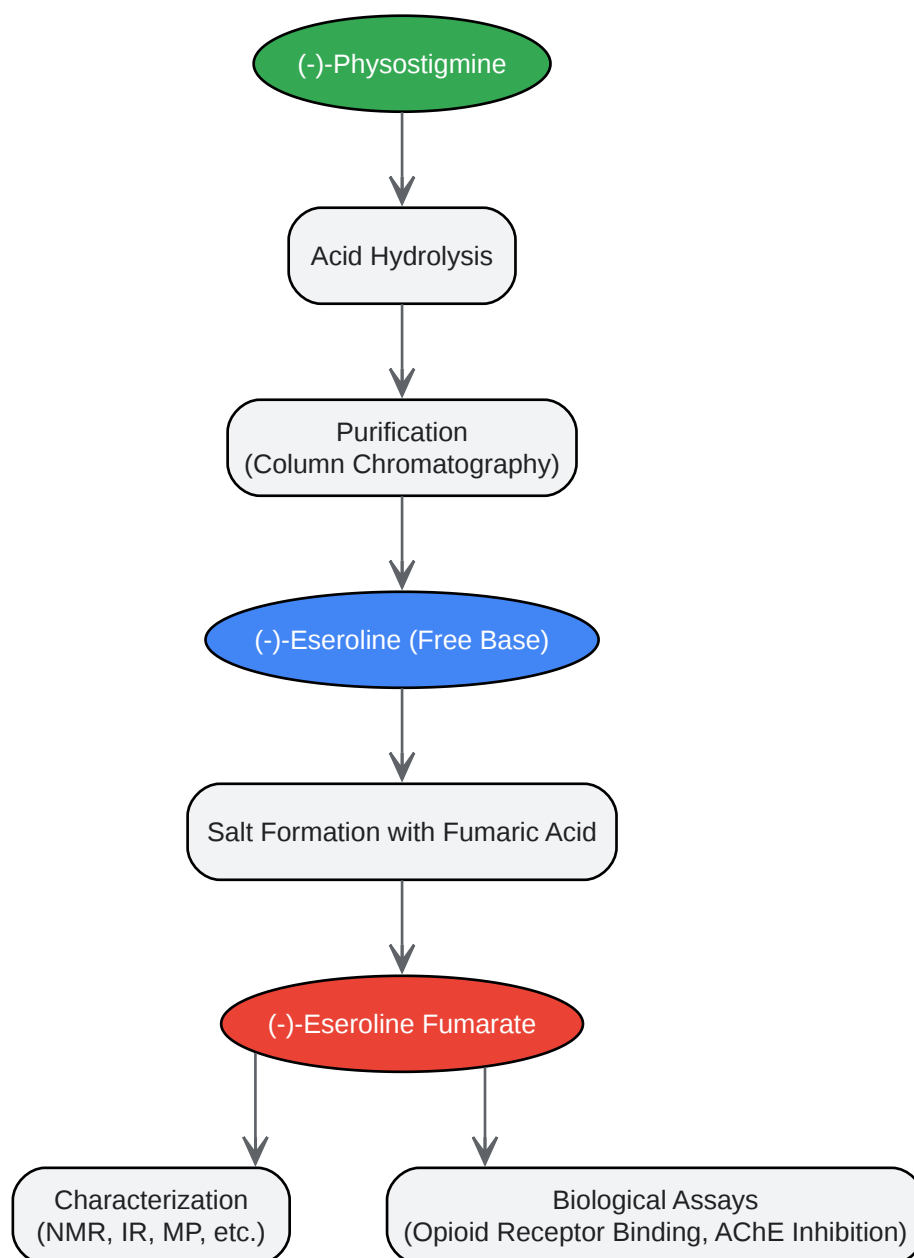 (-)-Physostigmine
Acid Hydrolysis
Purification
(Column Chromatography)
(-)-Eseroline (Free Base)
Salt Formation with Fumaric Acid
(-)-Eseroline Fumarate
Characterization
(NMR, IR, MP, etc.)
Biological Assays
(Opioid Receptor Binding, AChE Inhibition)